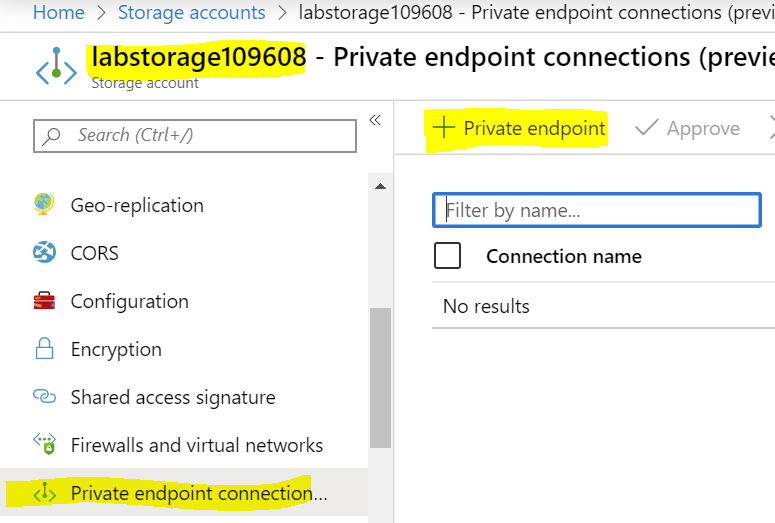 Home > Storage accounts > labstorage109608 - Private endpoint connections (previ
labstorage109608 - Private endpoint connections (previe
Storage account
Search (Ctrl+/)
«
Geo-replication
CORS
Configuration
Encryption
Shared access signature
Firewalls and virtual networks
Private endpoint connection...
+ Private endpoint
Approve
Filter by name...
Connection name
No results